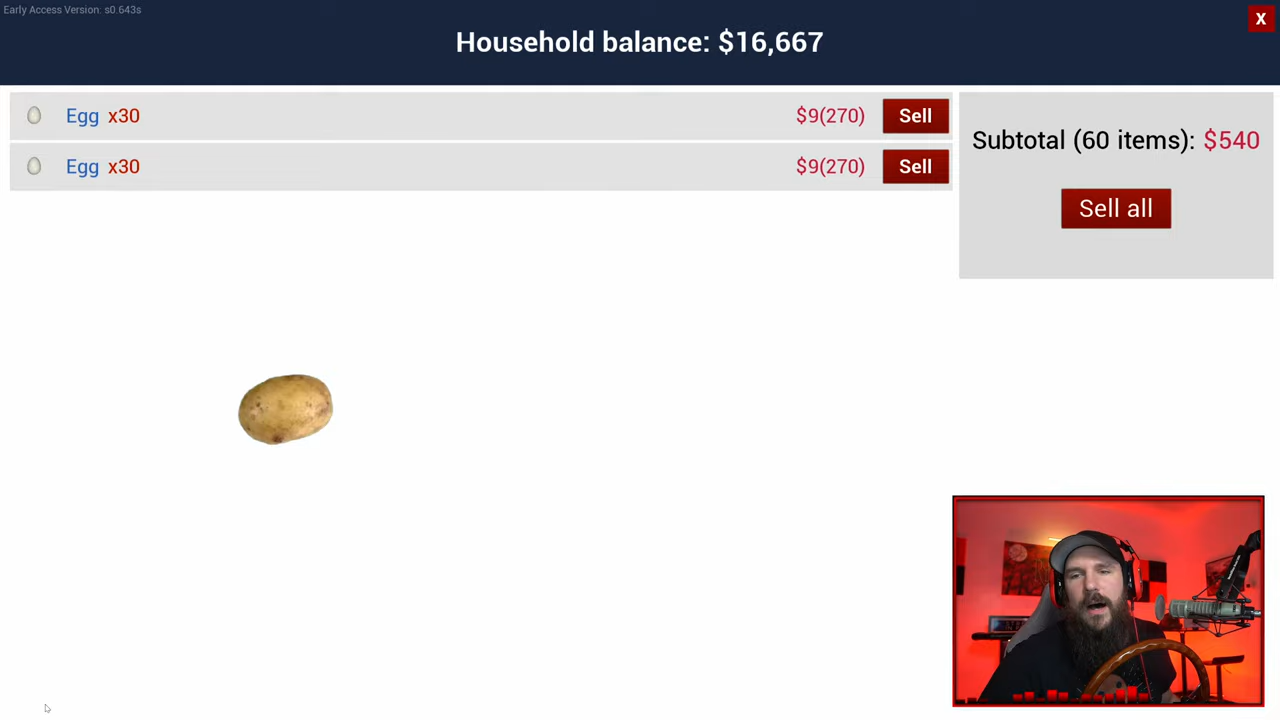 Early Access Version: s0.643s
X
Household balance: $16,667
Egg x30 $9(270) Sell
Egg x30 $9(270) Sell
Subtotal (60 items): $540
Sell all